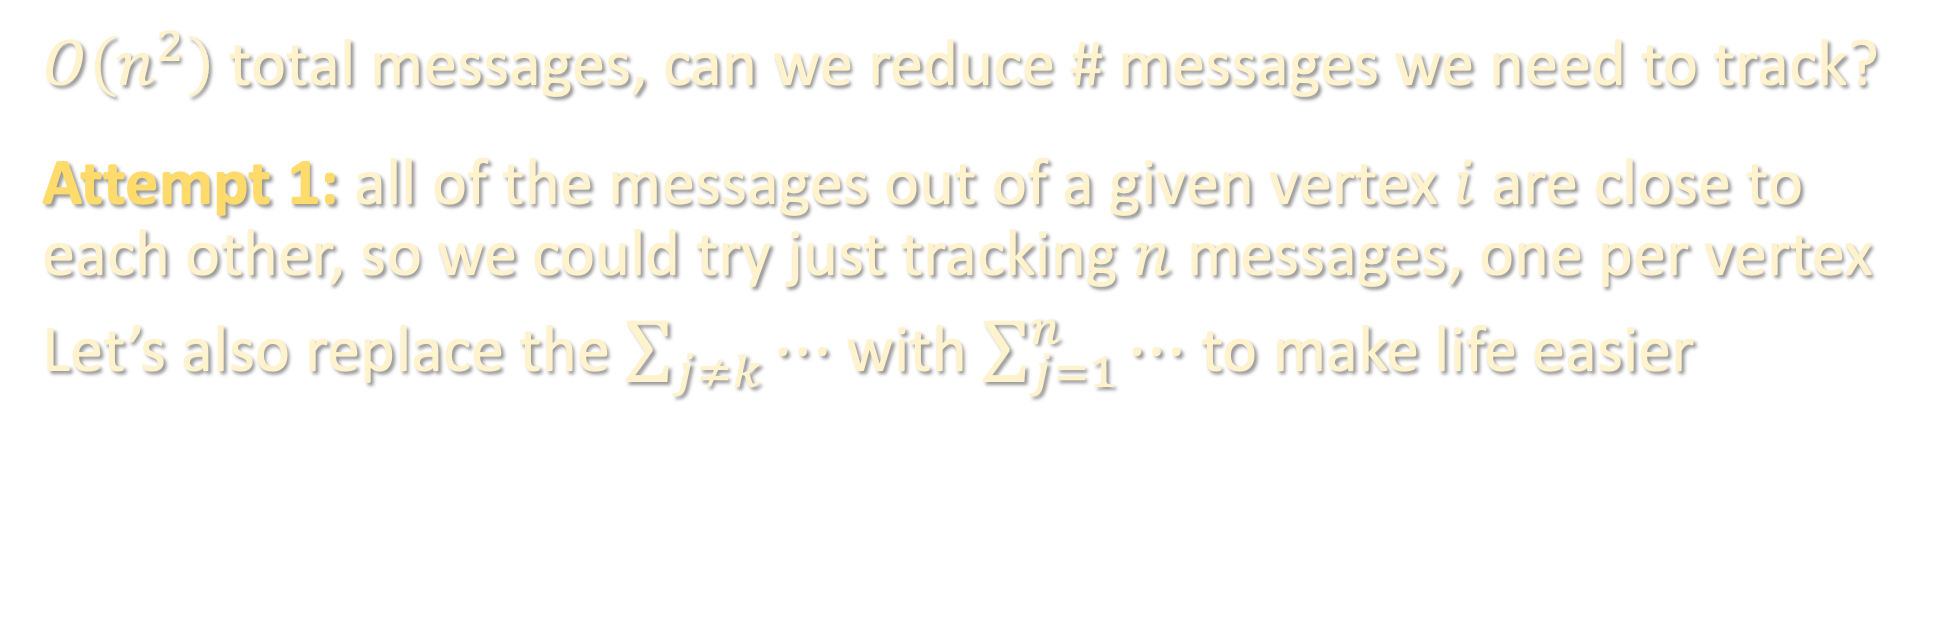 O(n²) total messages, can we reduce # messages we need to track?
Attempt 1: all of the messages out of a given vertex i are close to
each other, so we could try just tracking n messages, one per vertex
Let’s also replace the ∑_{j≠k} ⋯ with ∑_{j=1}^{n} ⋯ to make life easier